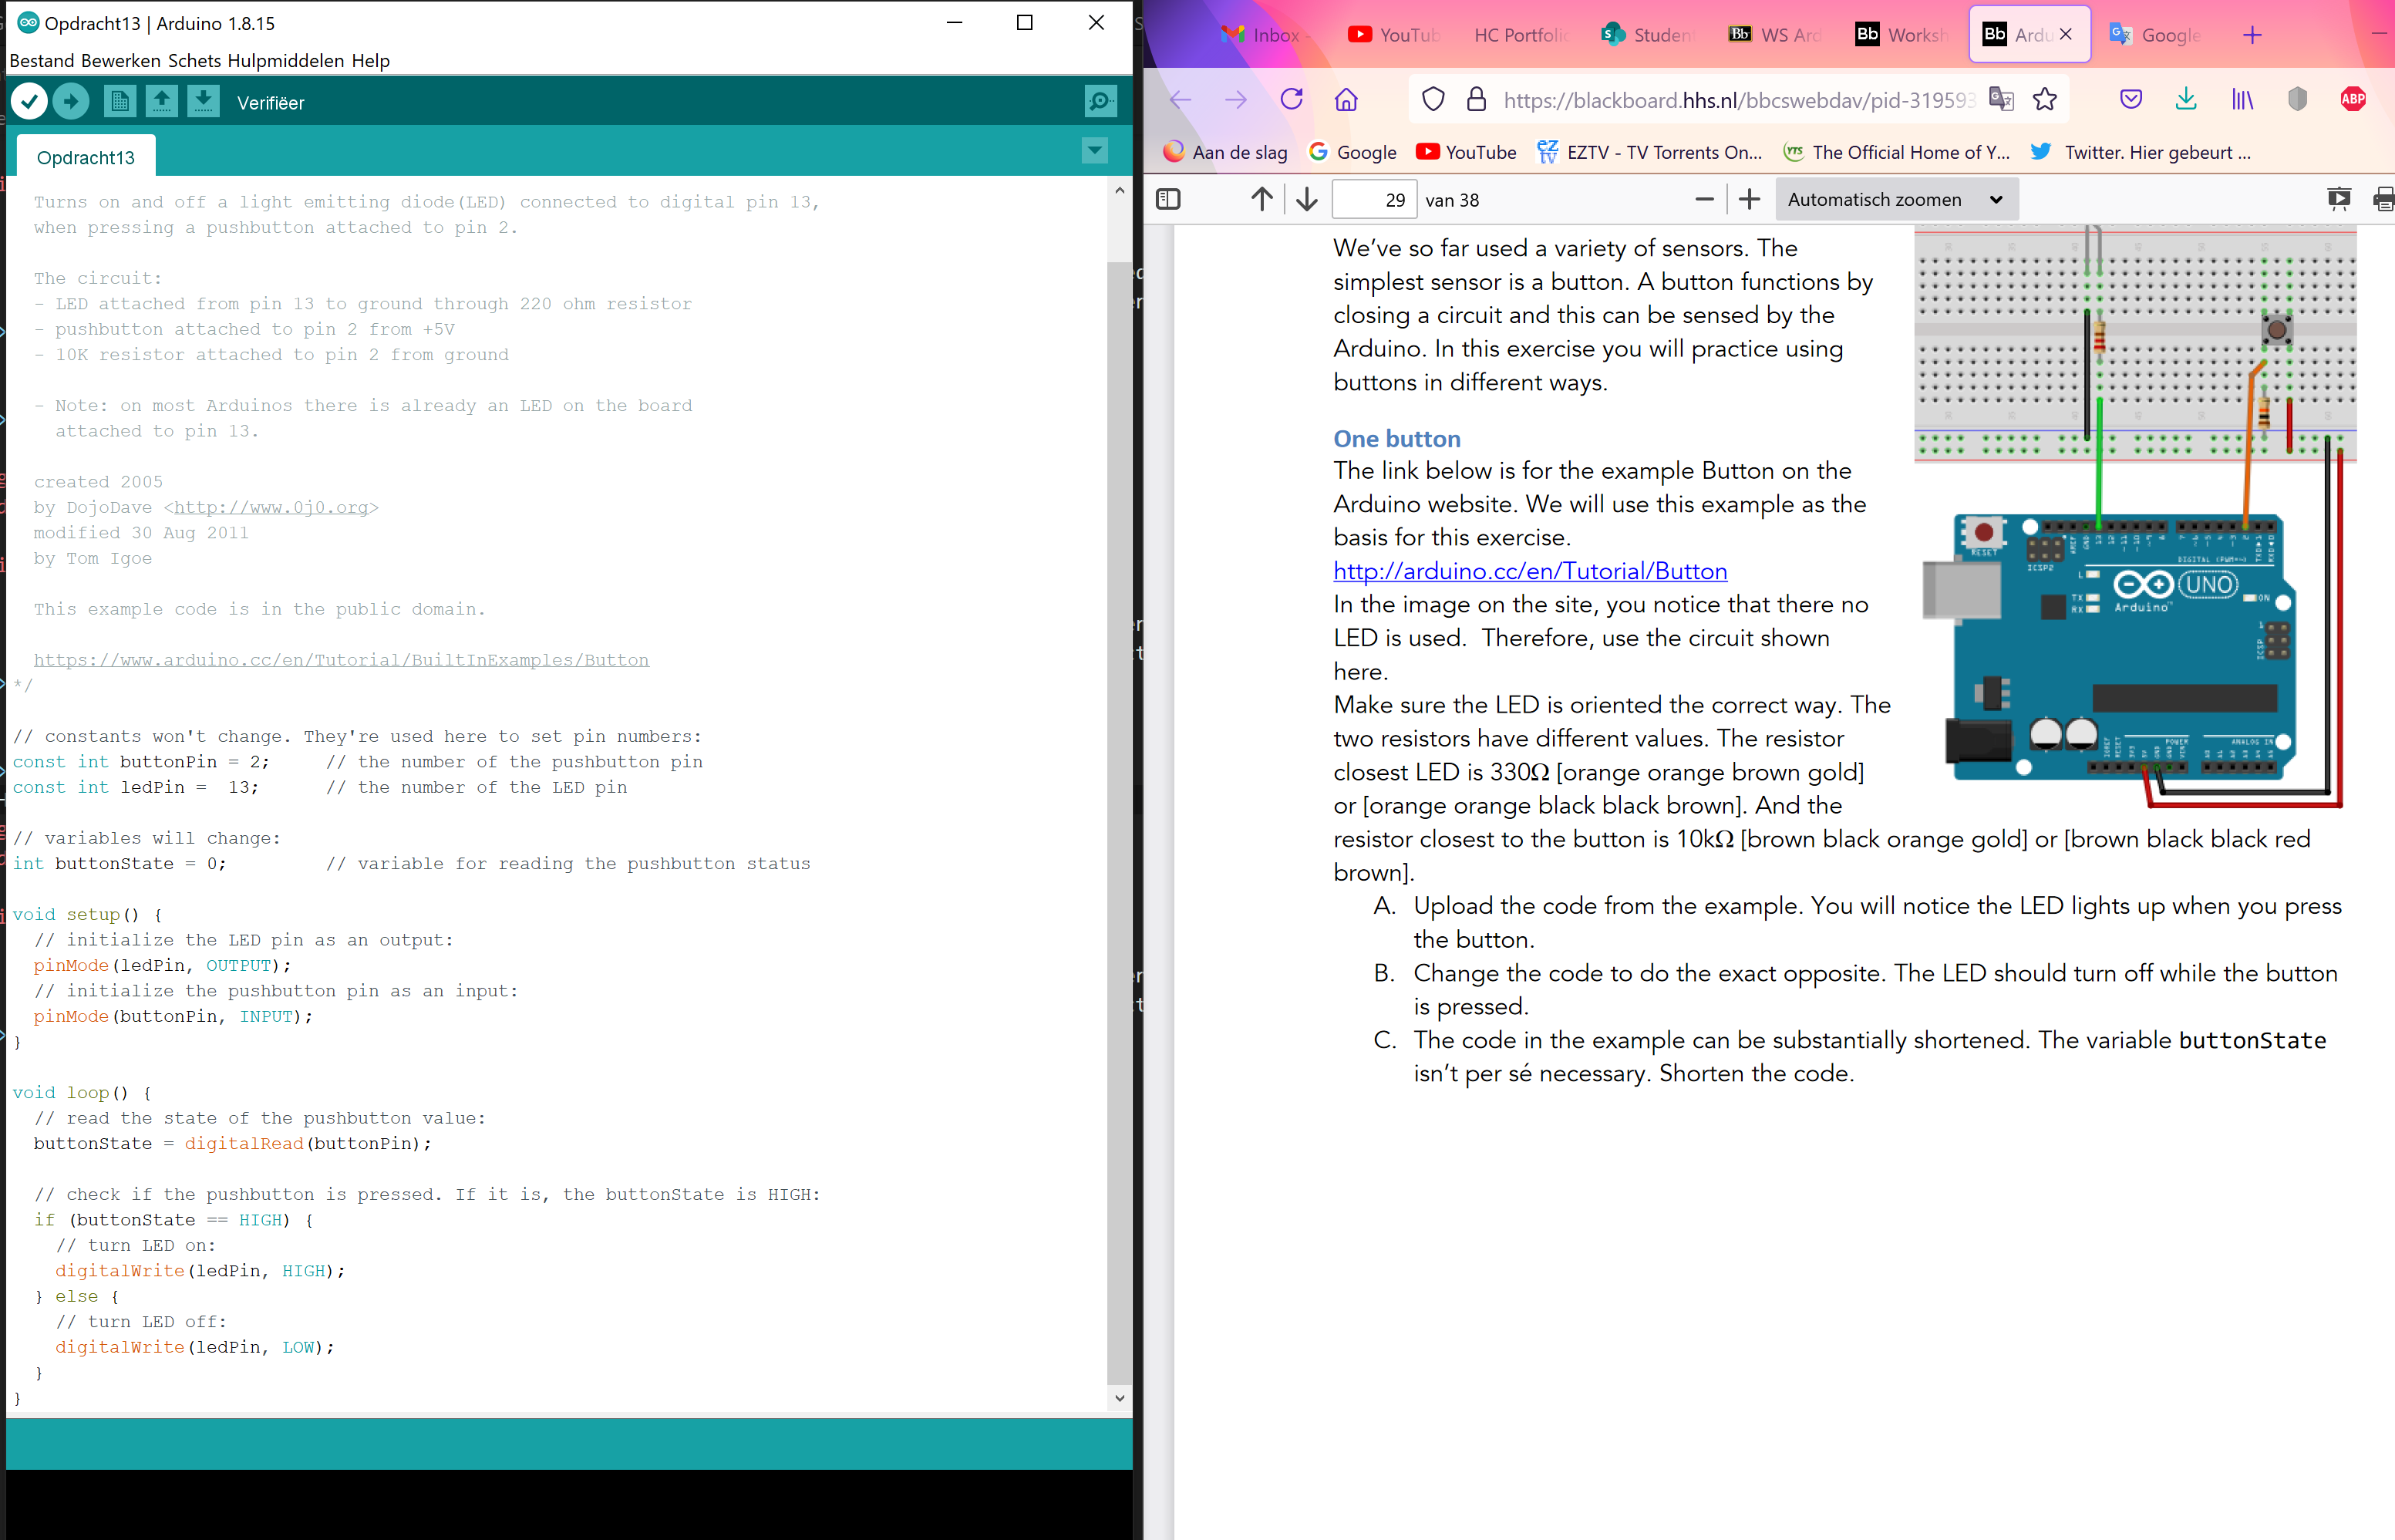 Opdracht13 | Arduino 1.8.15
Bestand Bewerken Schets Hulpmiddelen Help
Verifiëer
Opdracht13
Turns on and off a light emitting diode(LED) connected to digital pin 13,
when pressing a pushbutton attached to pin 2.
The circuit:
- LED attached from pin 13 to ground through 220 ohm resistor
- pushbutton attached to pin 2 from +5V
- 10K resistor attached to pin 2 from ground
- Note: on most Arduinos there is already an LED on the board
attached to pin 13.
created 2005
by DojoDave <http://www.0j0.org>
modified 30 Aug 2011
by Tom Igoe
This example code is in the public domain.
https://www.arduino.cc/en/Tutorial/BuiltInExamples/Button
*/
// constants won't change. They're used here to set pin numbers:
const int buttonPin = 2;     // the number of the pushbutton pin
const int ledPin =  13;      // the number of the LED pin
// variables will change:
int buttonState = 0;         // variable for reading the pushbutton status
void setup() {
// initialize the LED pin as an output:
pinMode(ledPin, OUTPUT);
// initialize the pushbutton pin as an input:
pinMode(buttonPin, INPUT);
}
void loop() {
// read the state of the pushbutton value:
buttonState = digitalRead(buttonPin);
// check if the pushbutton is pressed. If it is, the buttonState is HIGH:
if (buttonState == HIGH) {
// turn LED on:
digitalWrite(ledPin, HIGH);
} else {
// turn LED off:
digitalWrite(ledPin, LOW);
}
}
Inbox YouTub HC Portfolio Studen WS Ard Worksh Ardu Google
https://blackboard.hhs.nl/bbcswebdav/pid-319593
ABP
Aan de slag Google YouTube EZTV - TV Torrents On... The Official Home of Y... Twitter. Hier gebeurt ...
29 van 38 Automatisch zoomen
We've so far used a variety of sensors. The
simplest sensor is a button. A button functions by
closing a circuit and this can be sensed by the
Arduino. In this exercise you will practice using
buttons in different ways.
One button
The link below is for the example Button on the
Arduino website. We will use this example as the
basis for this exercise.
http://arduino.cc/en/Tutorial/Button
In the image on the site, you notice that there no
LED is used.  Therefore, use the circuit shown
here.
Make sure the LED is oriented the correct way. The
two resistors have different values. The resistor
closest LED is 330Ω [orange orange brown gold]
or [orange orange black black brown]. And the
resistor closest to the button is 10kΩ [brown black orange gold] or [brown black black red
brown].
A. Upload the code from the example. You will notice the LED lights up when you press
the button.
B. Change the code to do the exact opposite. The LED should turn off while the button
is pressed.
C. The code in the example can be substantially shortened. The variable buttonState
isn't per sé necessary. Shorten the code.
RESET
ICSP2
DIGITAL (PWM~)
L
TX
RX
UNO
Arduino
ON
ICSP
POWER
ANALOG IN